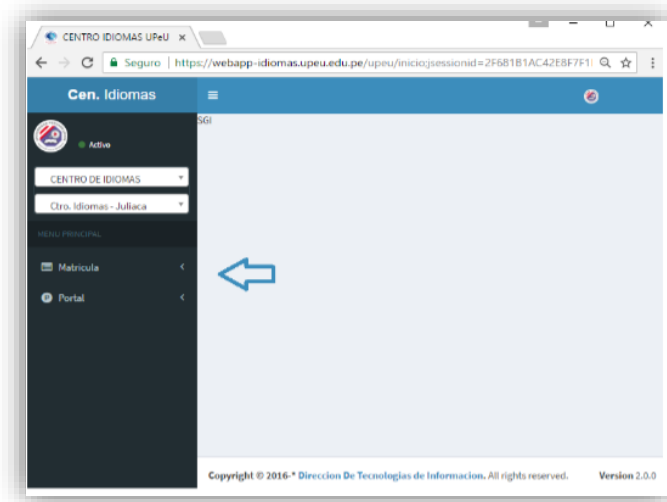 CENTRO IDIOMAS UPeU
Seguro | https://webapp-idiomas.upeu.edu.pe/upeu/inicio;jsessionid=2F681B1AC42E8F7F1
Cen. Idiomas
SGI
Activo
CENTRO DE IDIOMAS
Ctro. Idiomas - Juliaca
MENU PRINCIPAL
Matricula
Portal
Copyright © 2016-* Direccion De Tecnologias de Informacion. All rights reserved. Version 2.0.0